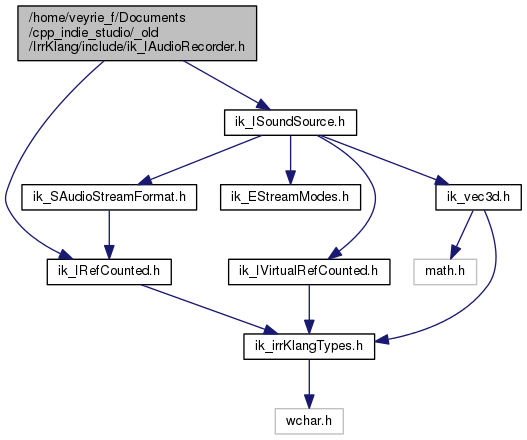 /home/veyrie_f/Documents
/cpp_indie_studio/_old
/IrrKlang/include/ik_IAudioRecorder.h
ik_ISoundSource.h
ik_SAudioStreamFormat.h
ik_EStreamModes.h
ik_vec3d.h
ik_IRefCounted.h
ik_IVirtualRefCounted.h
math.h
ik_irrKlangTypes.h
wchar.h